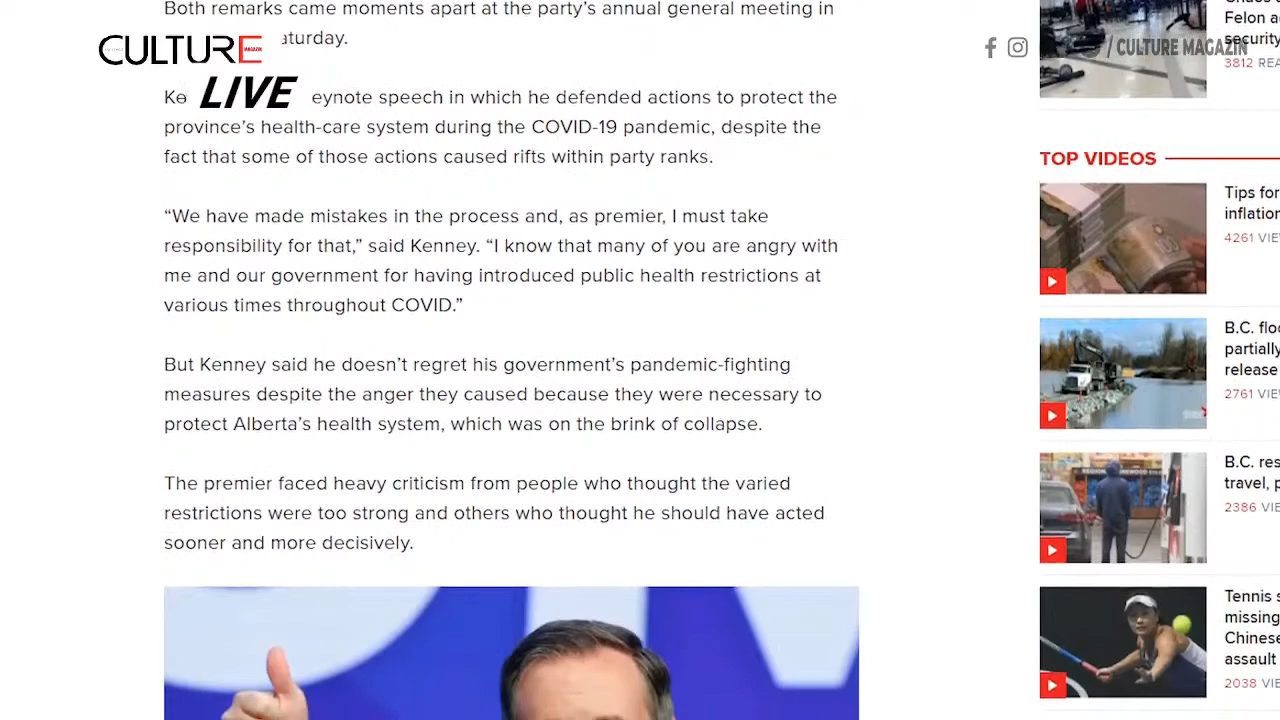 Both remarks came moments apart at the party's annual general meeting in
aturday.
CULTURE
LIVE
/ CULTURE MAGAZIN
eynote speech in which he defended actions to protect the
province's health-care system during the COVID-19 pandemic, despite the
fact that some of those actions caused rifts within party ranks.
“We have made mistakes in the process and, as premier, I must take
responsibility for that,” said Kenney. “I know that many of you are angry with
me and our government for having introduced public health restrictions at
various times throughout COVID.”
But Kenney said he doesn't regret his government's pandemic-fighting
measures despite the anger they caused because they were necessary to
protect Alberta's health system, which was on the brink of collapse.
The premier faced heavy criticism from people who thought the varied
restrictions were too strong and others who thought he should have acted
sooner and more decisively.
Felon a
security
3812 REA
TOP VIDEOS
Tips for
inflation
4261 VIE
B.C. floo
partially
release
2761 VIE
B.C. res
travel, p
2386 VIE
Tennis s
missing
Chinese
assault
2038 VIE